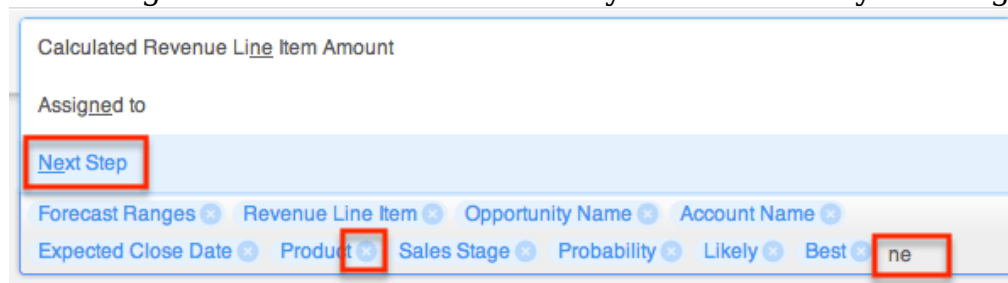 Calculated Revenue Line Item Amount
Assigned to
Next Step
Forecast Ranges Revenue Line Item Opportunity Name Account Name
Expected Close Date Product Sales Stage Probability Likely Best ne